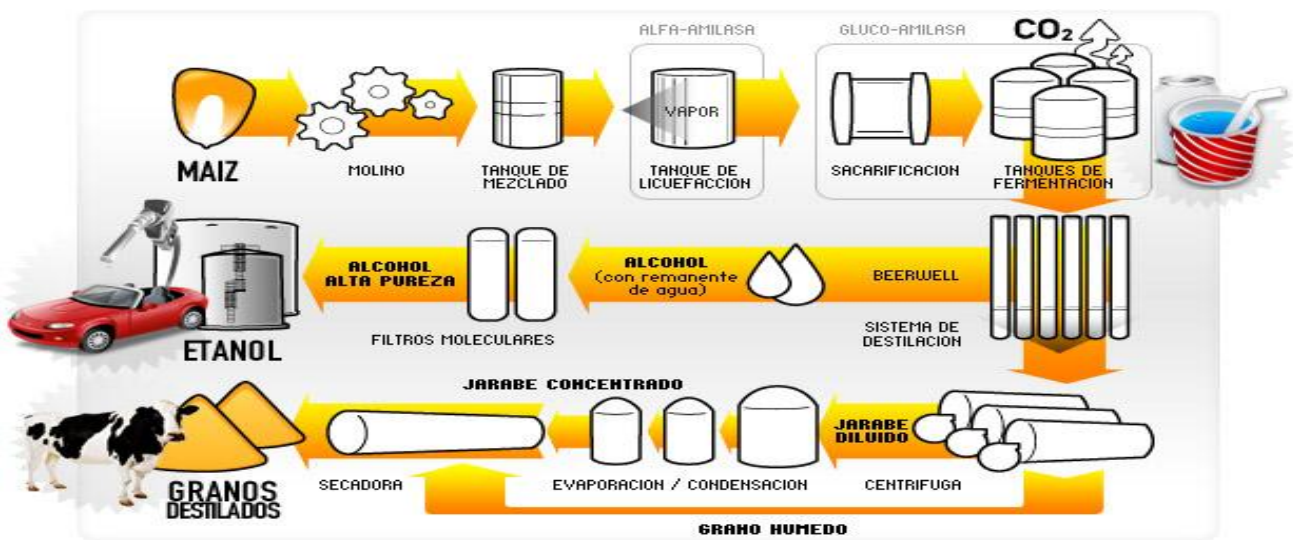 ALFA-AMILASA
GLUCO-AMILASA
CO₂
VAPOR
MAIZ
MOLINO
TANQUE DE
MEZCLADO
TANQUE DE
LICUEFACCION
SACARIFICACION
TANQUES DE
FERMENTACION
ALCOHOL
ALTA PUREZA
ALCOHOL
(con remanente
de agua)
BEERWELL
ETANOL
FILTROS MOLECULARES
SISTEMA DE
DESTILACION
JARABE CONCENTRADO
JARABE
DILUIDO
GRANOS
DESTILADOS
SECADORA
EVAPORACION / CONDENSACION
CENTRIFUGA
GRANO HUMEDO